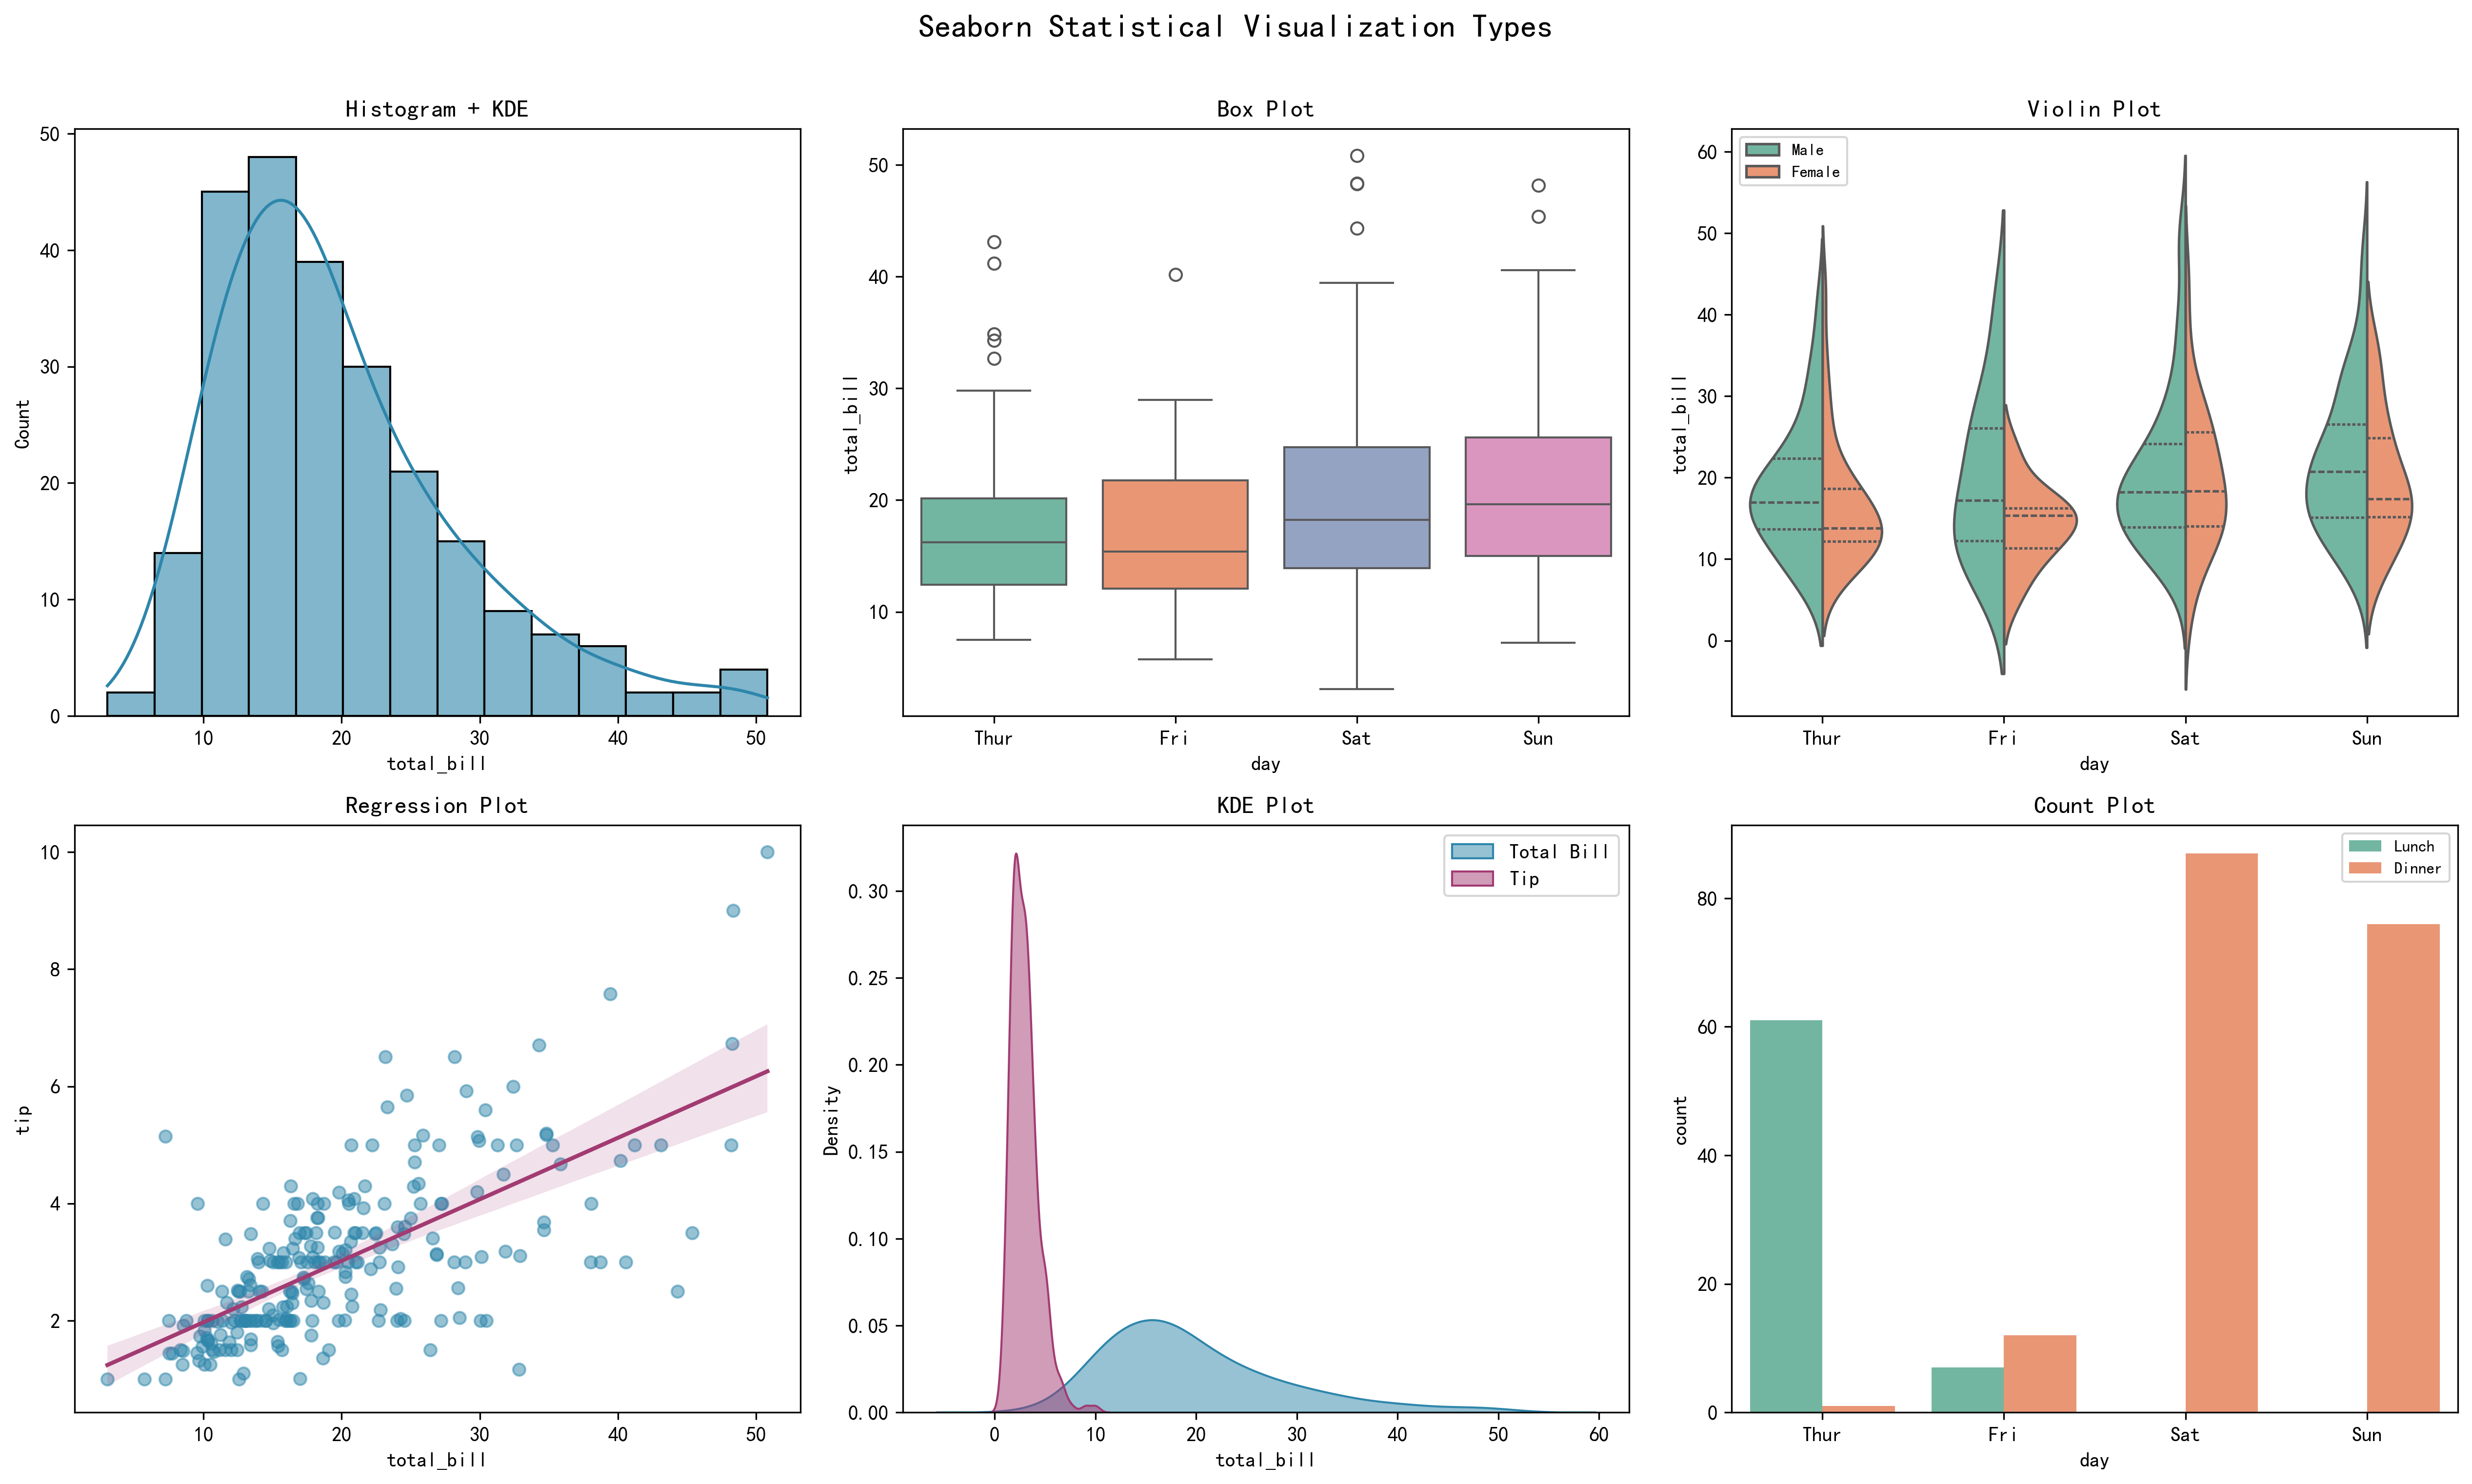 Seaborn Statistical Visualization Types
Histogram + KDE
50
40
30
20
10
0
Count
10 20 30 40 50
total_bill
Box Plot
50
40
30
20
10
total_bill
Thur Fri Sat Sun
day
Violin Plot
Male
Female
60
50
40
30
20
10
0
total_bill
Thur Fri Sat Sun
day
Regression Plot
10
8
6
4
2
tip
10 20 30 40 50
total_bill
KDE Plot
Total Bill
Tip
0.30
0.25
0.20
0.15
0.10
0.05
0.00
Density
0 10 20 30 40 50 60
total_bill
Count Plot
Lunch
Dinner
80
60
40
20
0
count
Thur Fri Sat Sun
day